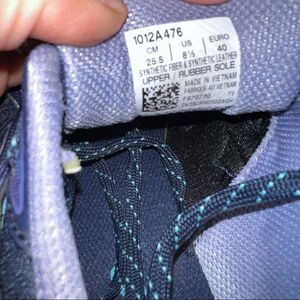 1012A476
CM US EURO
25.5 8½ 40
SYNTHETIC FIBER & SYNTHETIC LEATHER
UPPER / RUBBER SOLE
MADE IN VIETNAM
FABRIQUE AU VIETNAM